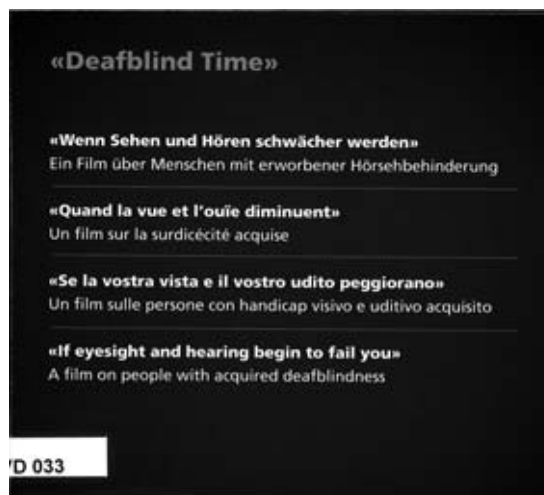 «Deafblind Time»
«Wenn Sehen und Hören schwächer werden»
Ein Film über Menschen mit erworbener Hörsehbehinderung
«Quand la vue et l'ouïe diminuent»
Un film sur la surdicécité acquise
«Se la vostra vista e il vostro udito peggiorano»
Un film sulle persone con handicap visivo e uditivo acquisito
«If eyesight and hearing begin to fail you»
A film on people with acquired deafblindness
033